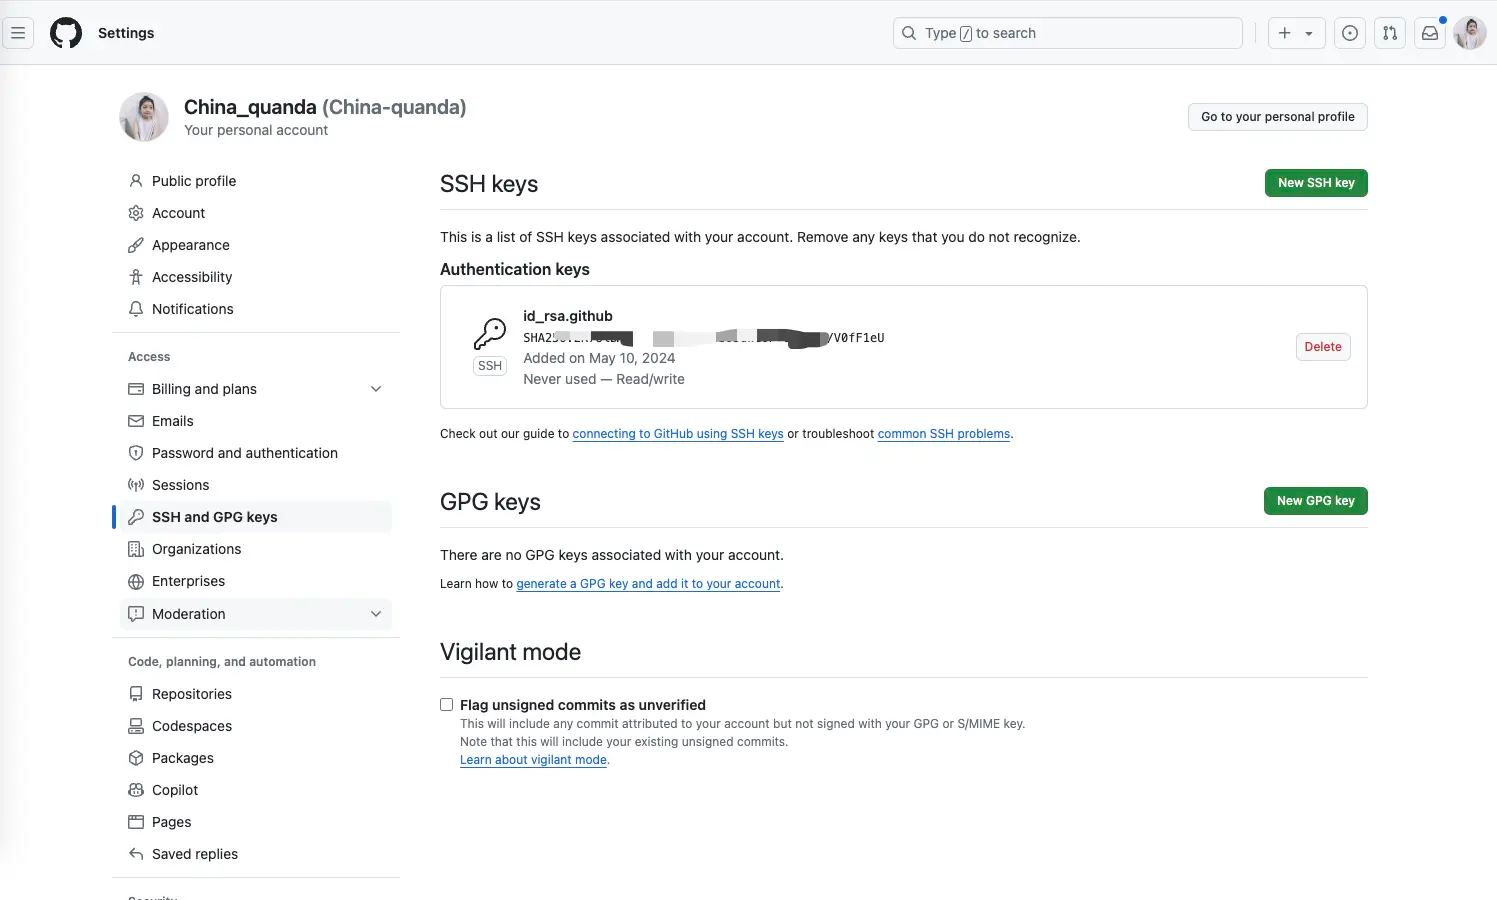 Settings
Type / to search
China_quanda (China-quanda)
Your personal account
Go to your personal profile
Public profile
Account
Appearance
Accessibility
Notifications
Access
Billing and plans
Emails
Password and authentication
Sessions
SSH and GPG keys
Organizations
Enterprises
Moderation
Code, planning, and automation
Repositories
Codespaces
Packages
Copilot
Pages
Saved replies
SSH keys
New SSH key
This is a list of SSH keys associated with your account. Remove any keys that you do not recognize.
Authentication keys
id_rsa.github
/V0fF1eU
Added on May 10, 2024
Never used — Read/write
SSH
Delete
Check out our guide to connecting to GitHub using SSH keys or troubleshoot common SSH problems.
GPG keys
New GPG key
There are no GPG keys associated with your account.
Learn how to generate a GPG key and add it to your account.
Vigilant mode
Flag unsigned commits as unverified
This will include any commit attributed to your account but not signed with your GPG or S/MIME key.
Note that this will include your existing unsigned commits.
Learn about vigilant mode.